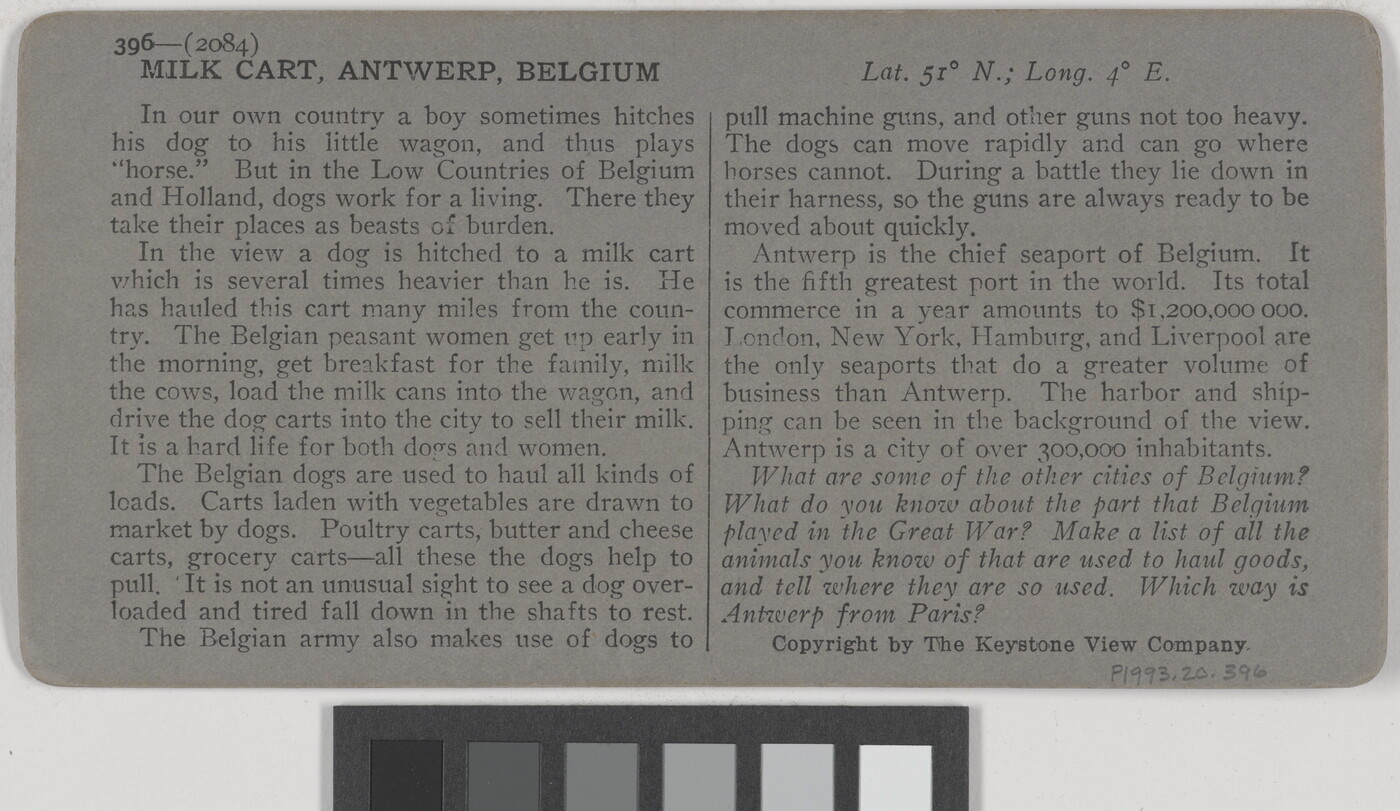 396—(2084)
MILK CART, ANTWERP, BELGIUM
Lat. 51° N.; Long. 4° E.
In our own country a boy sometimes hitches
his dog to his little wagon, and thus plays
"horse." But in the Low Countries of Belgium
and Holland, dogs work for a living. There they
take their places as beasts of burden.
In the view a dog is hitched to a milk cart
which is several times heavier than he is. He
has hauled this cart many miles from the coun-
try. The Belgian peasant women get up early in
the morning, get breakfast for the family, milk
the cows, load the milk cans into the wagon, and
drive the dog carts into the city to sell their milk.
It is a hard life for both dogs and women.
The Belgian dogs are used to haul all kinds of
loads. Carts laden with vegetables are drawn to
market by dogs. Poultry carts, butter and cheese
carts, grocery carts—all these the dogs help to
pull. It is not an unusual sight to see a dog over-
loaded and tired fall down in the shafts to rest.
The Belgian army also makes use of dogs to
pull machine guns, and other guns not too heavy.
The dogs can move rapidly and can go where
horses cannot. During a battle they lie down in
their harness, so the guns are always ready to be
moved about quickly.
Antwerp is the chief seaport of Belgium. It
is the fifth greatest port in the world. Its total
commerce in a year amounts to $1,200,000 000.
London, New York, Hamburg, and Liverpool are
the only seaports that do a greater volume of
business than Antwerp. The harbor and ship-
ping can be seen in the background of the view.
Antwerp is a city of over 300,000 inhabitants.
What are some of the other cities of Belgium?
What do you know about the part that Belgium
played in the Great War? Make a list of all the
animals you know of that are used to haul goods,
and tell where they are so used. Which way is
Antwerp from Paris?
Copyright by The Keystone View Company.
P1993.20.396